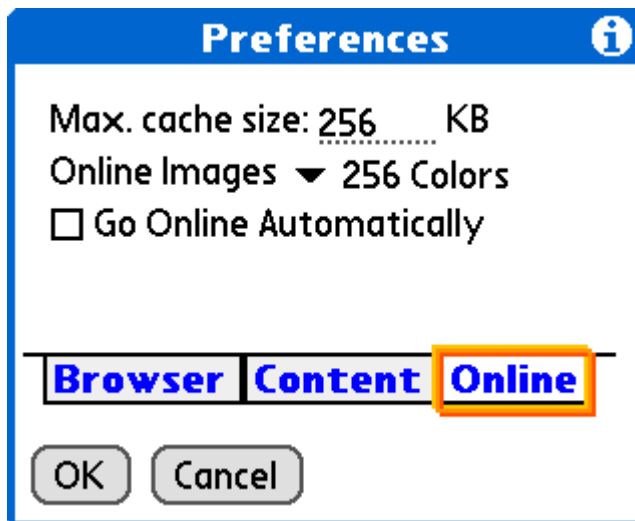 Preferences
Max. cache size: 256 KB
Online Images 256 Colors
Go Online Automatically
Browser Content Online
OK Cancel